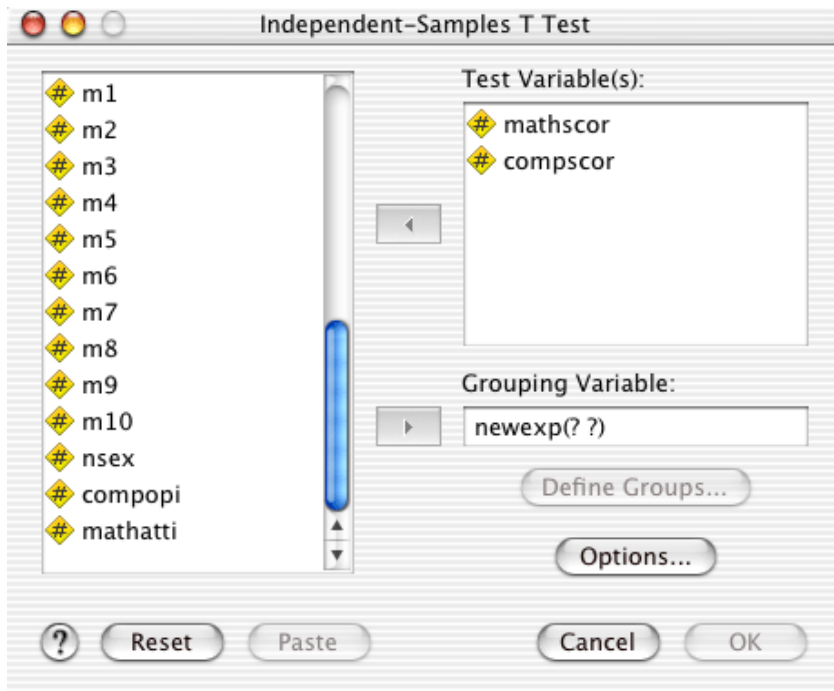 Independent-Samples T Test
# m1
# m2
# m3
# m4
# m5
# m6
# m7
# m8
# m9
# m10
# nsex
# compopi
# mathatti
Test Variable(s):
# mathscor
# compscor
Grouping Variable:
newexp(? ?)
Define Groups...
Options...
?
Reset
Paste
Cancel
OK